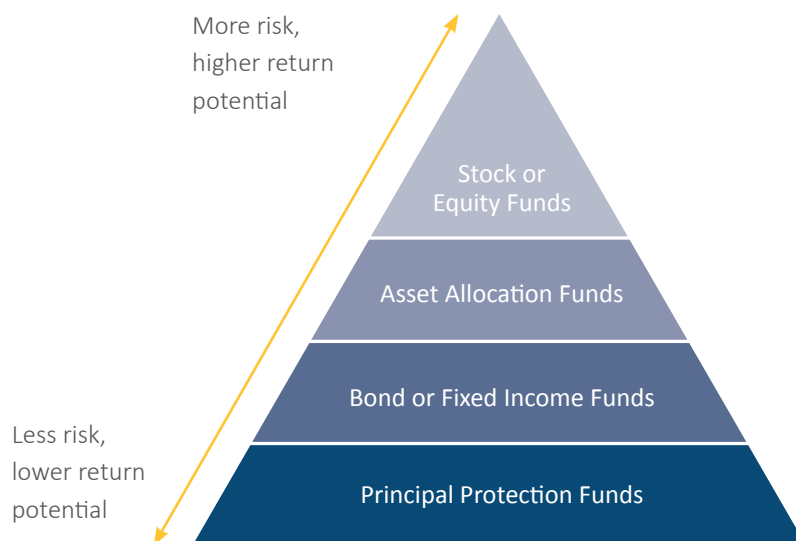 More risk,
higher return
potential
Stock or
Equity Funds
Asset Allocation Funds
Bond or Fixed Income Funds
Less risk,
lower return
potential
Principal Protection Funds